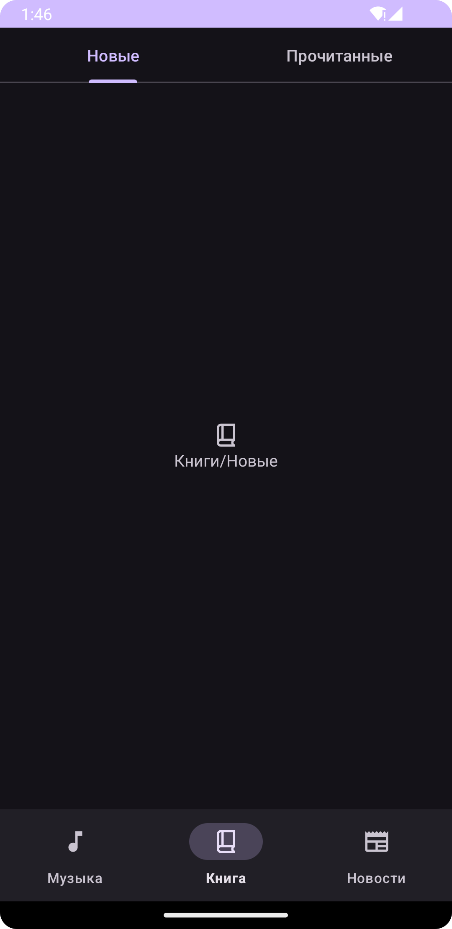 1:46
Новые
Прочитанные
Книги/Новые
Музыка
Книга
Новости